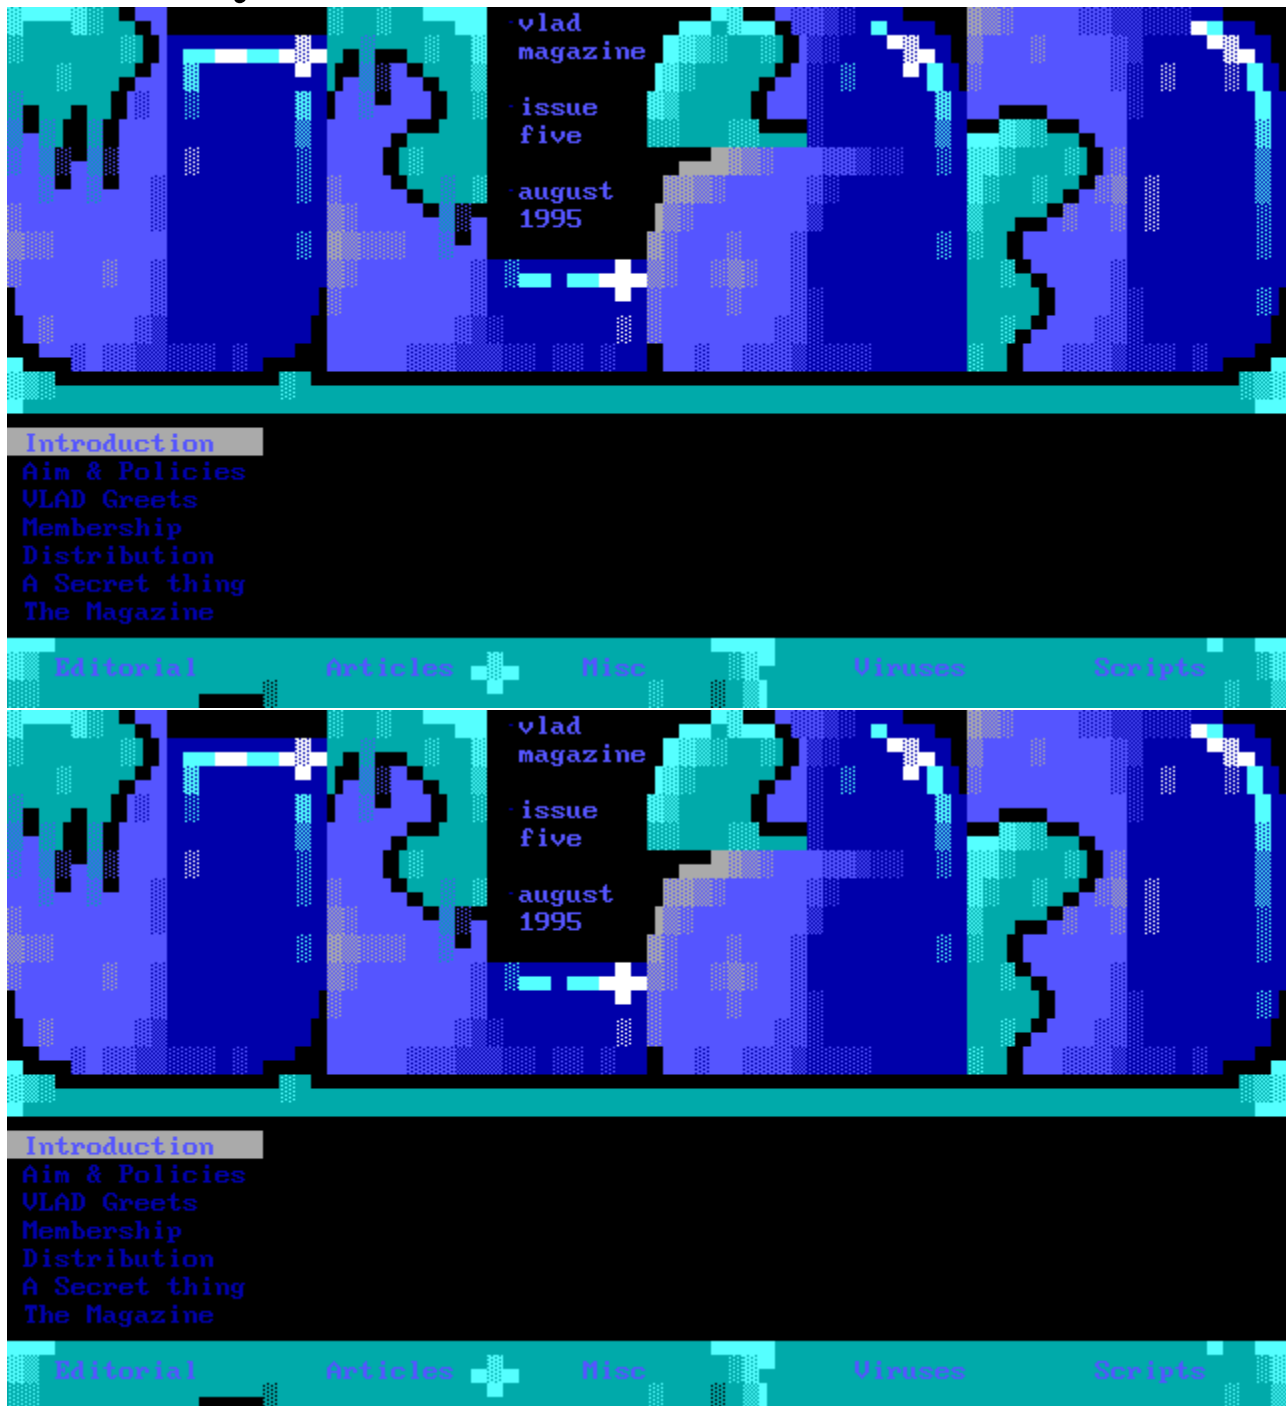 vlad
magazine
issue
five
august
1995
Introduction
Aim & Policies
VLAD Greets
Membership
Distribution
A Secret thing
The Magazine
Editorial Articles Misc Viruses Scripts
vlad
magazine
issue
five
august
1995
Introduction
Aim & Policies
VLAD Greets
Membership
Distribution
A Secret thing
The Magazine
Editorial Articles Misc Viruses Scripts